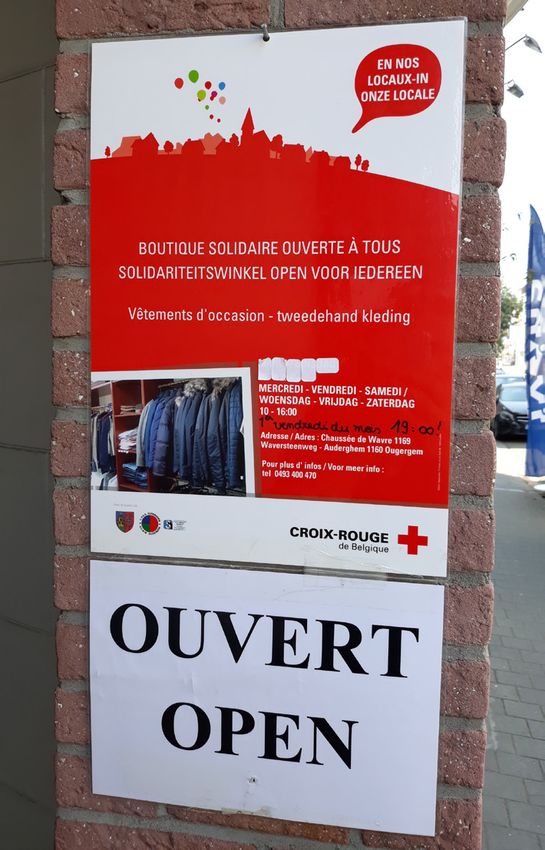 EN NOS
LOCAUX-IN
ONZE LOCALE
BOUTIQUE SOLIDAIRE OUVERTE À TOUS
SOLIDARITEITSWINKEL OPEN VOOR IEDEREEN
Vêtements d'occasion - tweedehand kleding
MERCREDI - VENDREDI - SAMEDI /
WOENSDAG - VRIJDAG - ZATERDAG
10 - 16:00
1er vendredi du mois 19:00!
Adresse / Adres : Chaussée de Wavre 1169
Waversteenweg - Auderghem 1160 Ougergem
Pour plus d' infos / Voor meer info :
tel 0493 400 470
CROIX-ROUGE
de Belgique
OUVERT
OPEN